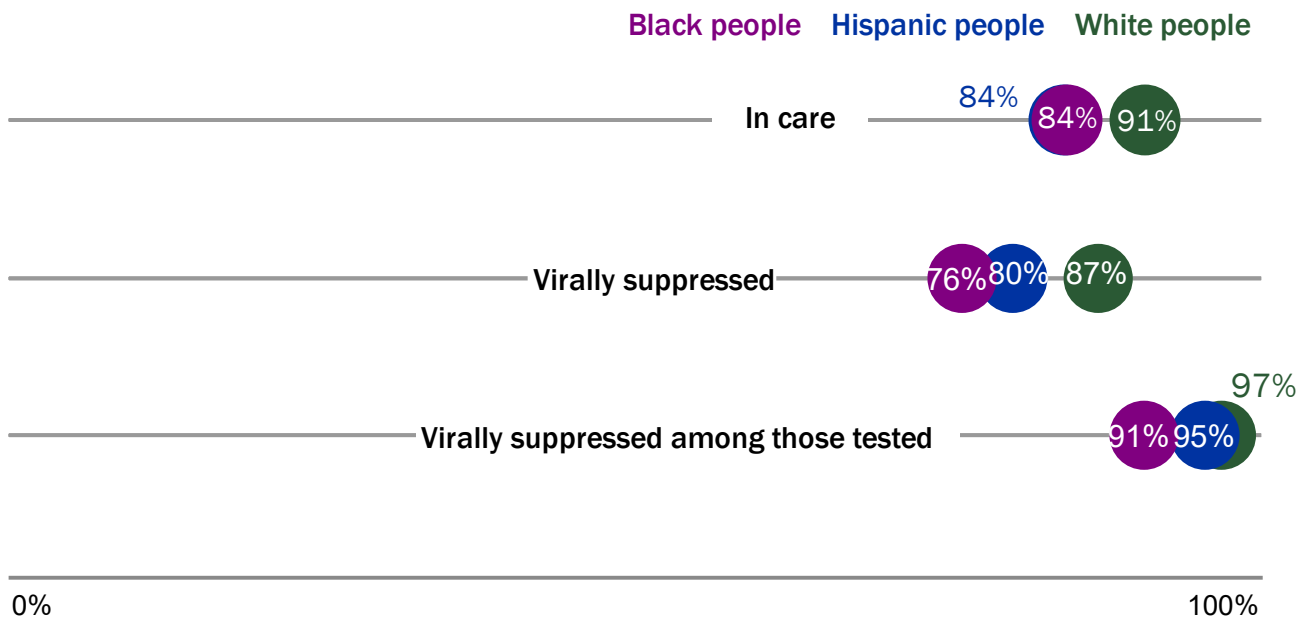 Black people Hispanic people White people
84%
In care 84% 91%
Virally suppressed 76% 80% 87%
97%
Virally suppressed among those tested 91% 95%
0% 100%